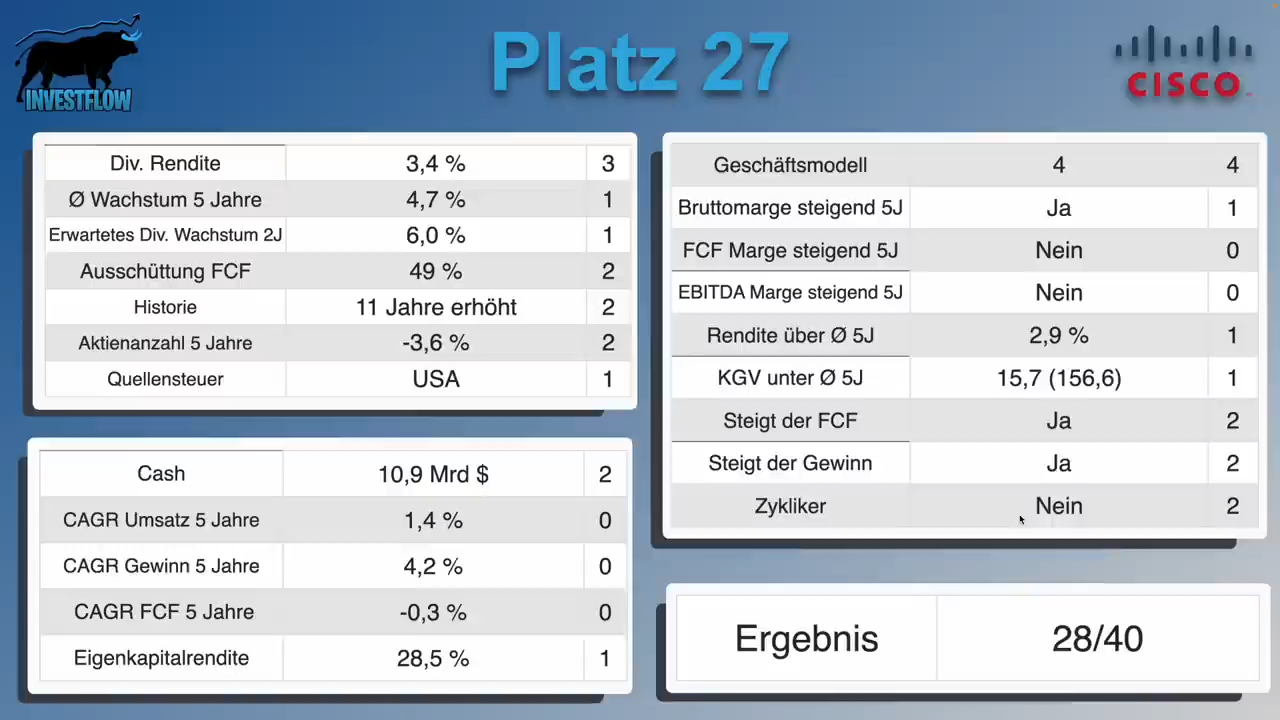 Platz 27
INVESTFLOW
CISCO
Div. Rendite 3,4 % 3
Ø Wachstum 5 Jahre 4,7 % 1
Erwartetes Div. Wachstum 2J 6,0 % 1
Ausschüttung FCF 49 % 2
Historie 11 Jahre erhöht 2
Aktienanzahl 5 Jahre -3,6 % 2
Quellensteuer USA 1
Cash 10,9 Mrd $ 2
CAGR Umsatz 5 Jahre 1,4 % 0
CAGR Gewinn 5 Jahre 4,2 % 0
CAGR FCF 5 Jahre -0,3 % 0
Eigenkapitalrendite 28,5 % 1
Geschäftsmodell 4 4
Bruttomarge steigend 5J Ja 1
FCF Marge steigend 5J Nein 0
EBITDA Marge steigend 5J Nein 0
Rendite über Ø 5J 2,9 % 1
KGV unter Ø 5J 15,7 (156,6) 1
Steigt der FCF Ja 2
Steigt der Gewinn Ja 2
Zykliker Nein 2
Ergebnis 28/40